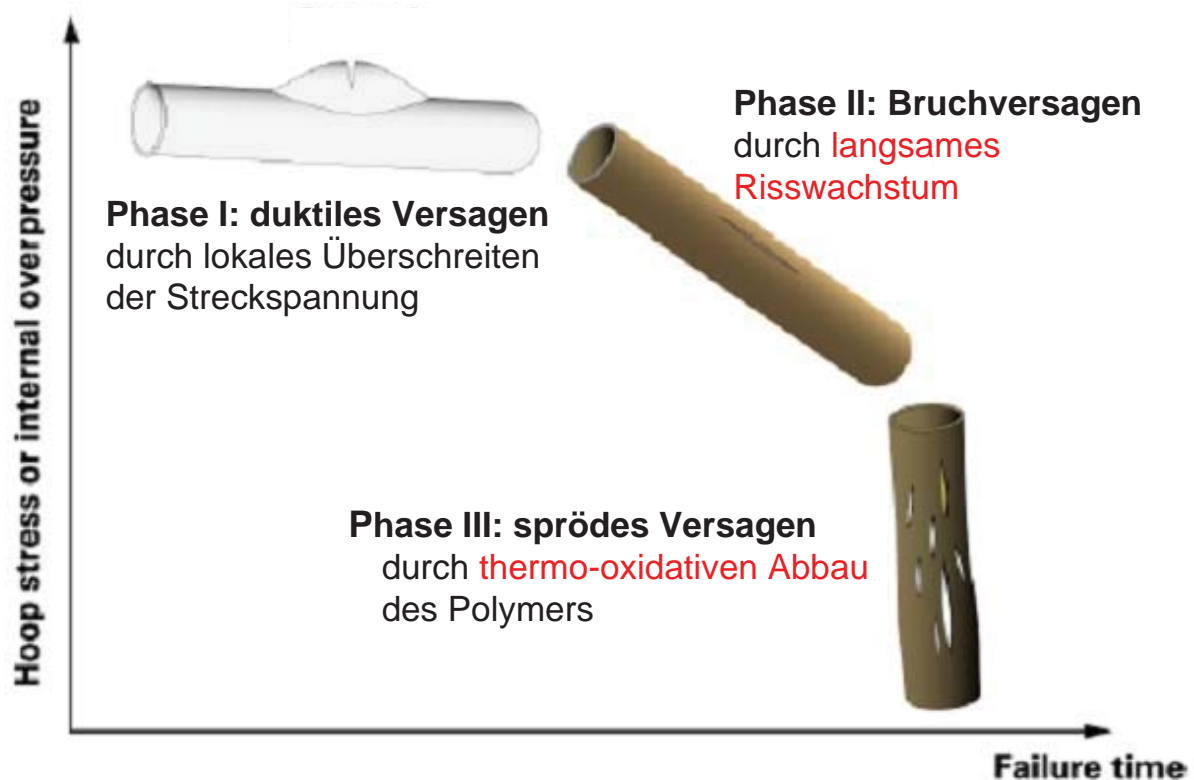 Phase II: Bruchversagen
durch langsames
Risswachstum
Phase I: duktiles Versagen
durch lokales Überschreiten
der Streckspannung
Phase III: sprödes Versagen
durch thermo-oxidativen Abbau
des Polymers
Hoop stress or internal overpressure
Failure time